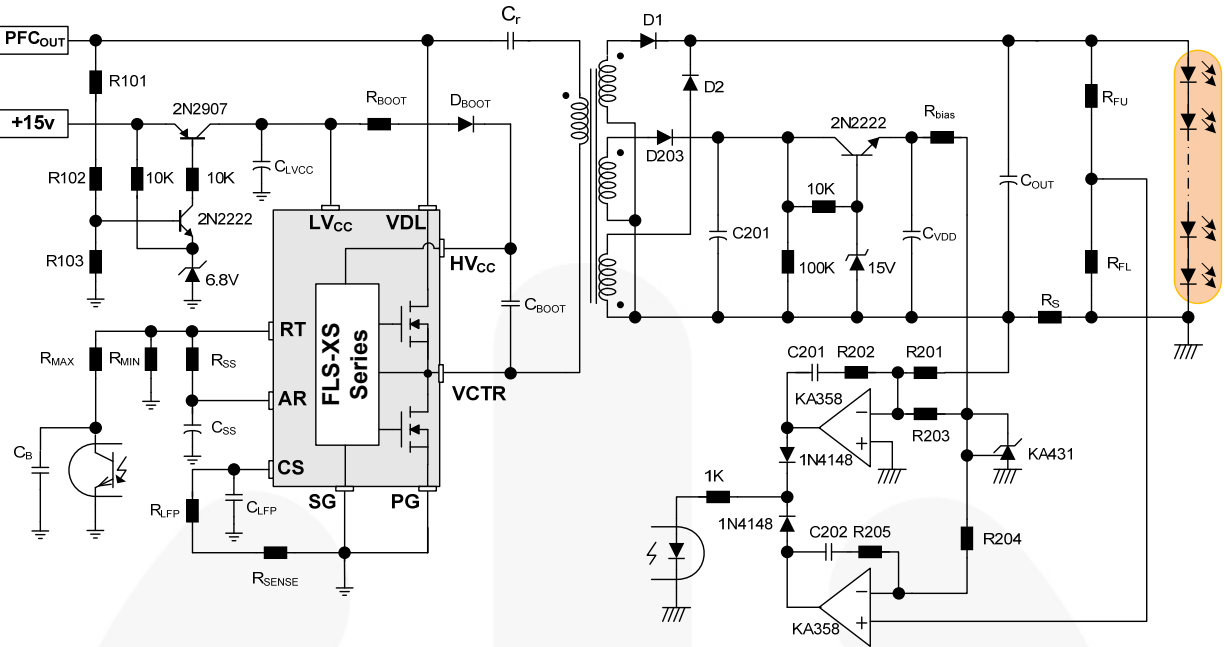 PFCOUT
+15v
R101
R102
R103
2N2907
10K
10K
2N2222
6.8V
CLVCC
RBOOT
DBOOT
Cr
D1
D2
D203
2N2222
Rbias
10K
100K
15V
C201
CVDD
COUT
RFU
RFL
RS
LVCC
VDL
HVCC
CBOOT
FLS-XS
Series
VCTR
RT
AR
CS
SG
PG
RMAX
RMIN
RSS
CSS
CB
RLFP
CLFP
RSENSE
C201
R202
R201
KA358
−
+
R203
KA431
1N4148
1K
1N4148
C202
R205
R204
KA358
−
+